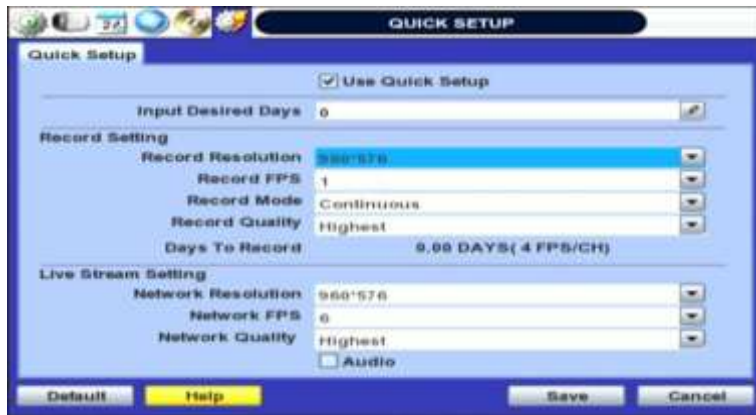 QUICK SETUP
Quick Setup
Use Quick Setup
Input Desired Days 0
Record Setting
Record Resolution 960*576
Record FPS 1
Record Mode Continuous
Record Quality Highest
Days To Record 0.00 DAYS( 4 FPS/CH)
Live Stream Setting
Network Resolution 960*576
Network FPS 6
Network Quality Highest
Audio
Default Help Save Cancel